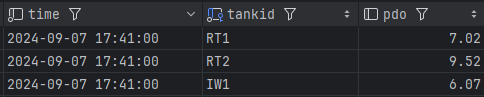 time tankid pdo
2024-09-07 17:41:00 RT1 7.02
2024-09-07 17:41:00 RT2 9.52
2024-09-07 17:41:00 IW1 6.07